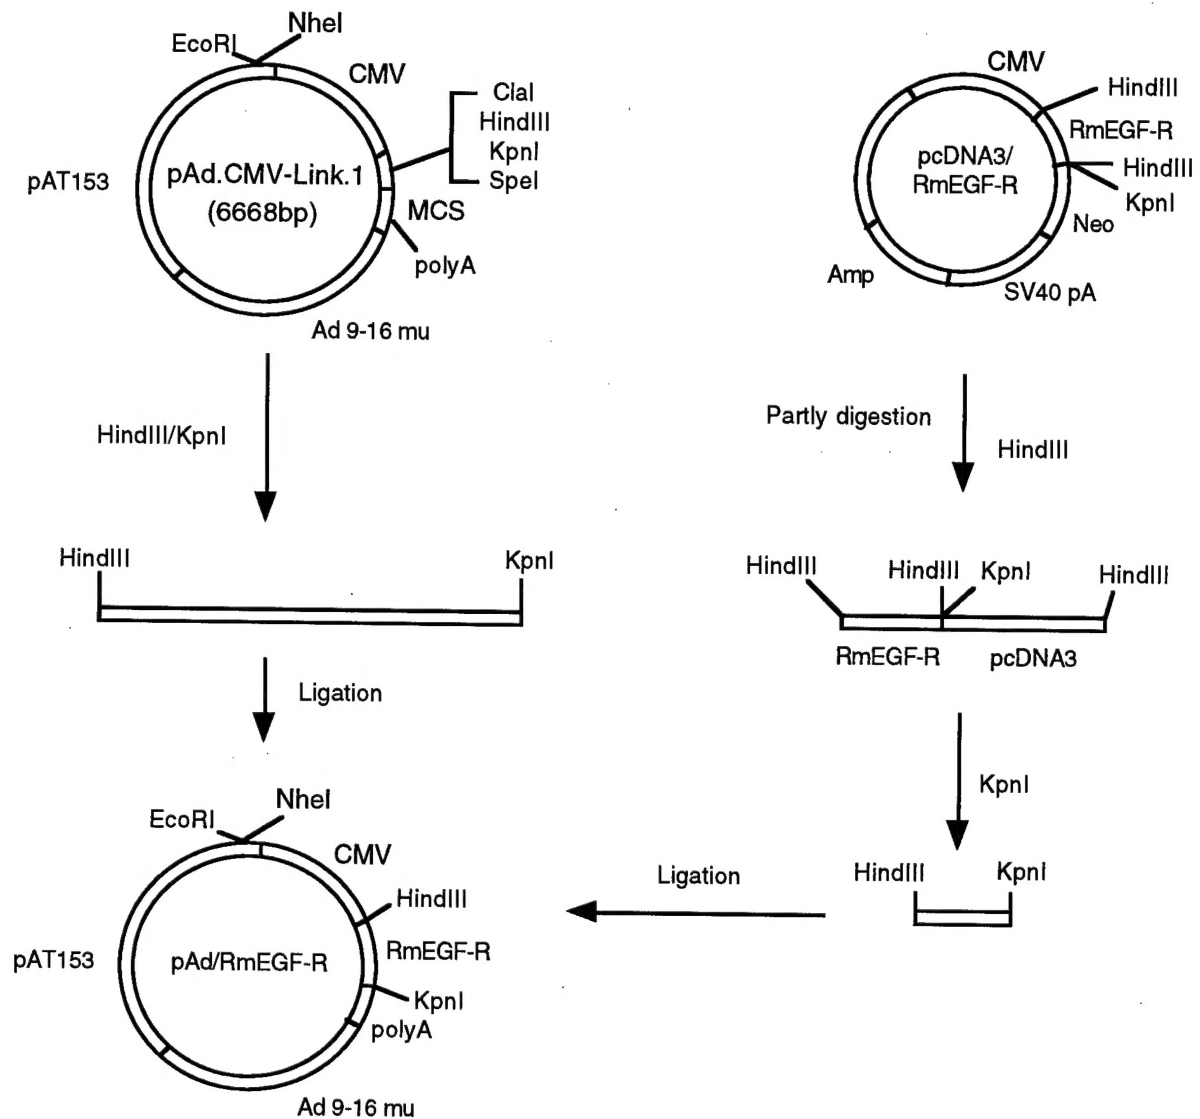 EcoRI
NheI
CMV
ClaI
HindIII
KpnI
SpeI
pAT153
pAd.CMV-Link.1
(6668bp)
MCS
polyA
Ad 9-16 mu
CMV
HindIII
RmEGF-R
pcDNA3/
RmEGF-R
HindIII
KpnI
Neo
Amp
SV40 pA
HindIII/KpnI
Partly digestion
HindIII
HindIII
KpnI
HindIII
HindIII
KpnI
HindIII
RmEGF-R
pcDNA3
Ligation
KpnI
EcoRI
NheI
CMV
HindIII
pAT153
pAd/RmEGF-R
RmEGF-R
KpnI
polyA
Ad 9-16 mu
Ligation
HindIII
KpnI